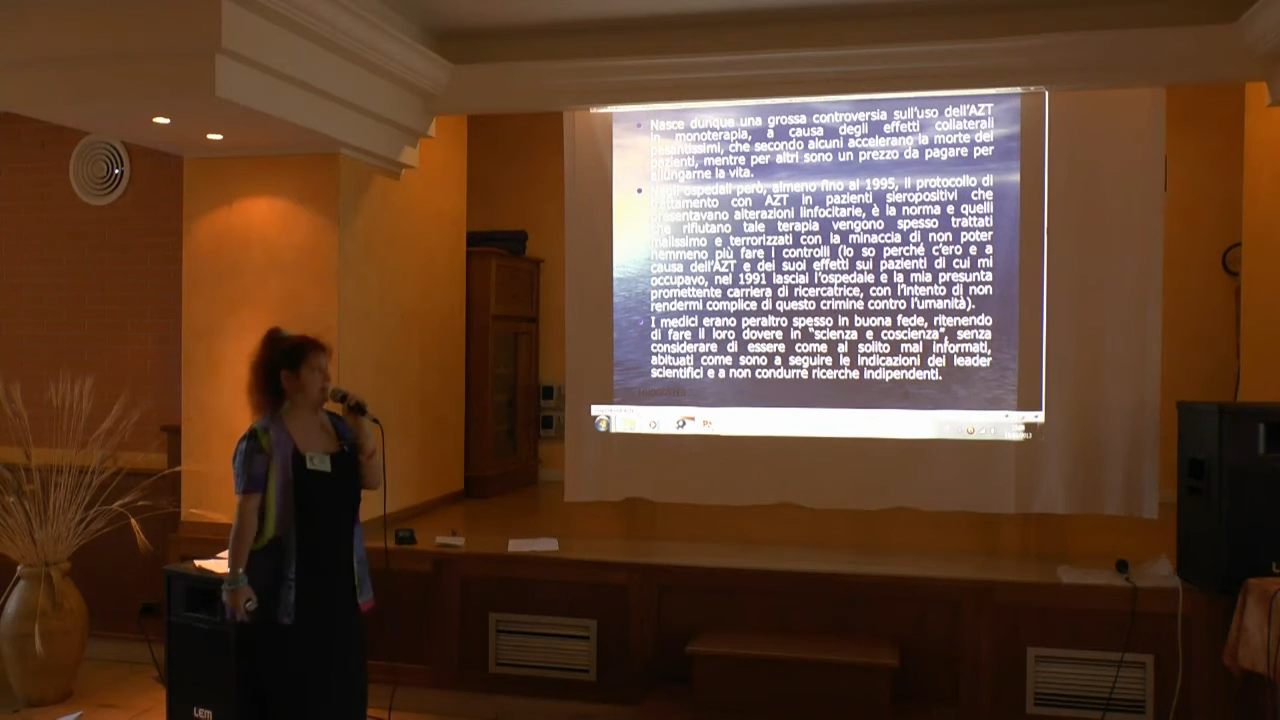 Nasce dunque una grossa controversia sull'uso dell'AZT
in monoterapia, a causa degli effetti collaterali
pesantissimi, che secondo alcuni accelerano la morte dei
pazienti, mentre per altri sono un prezzo da pagare per
allungarne la vita.
Negli ospedali però, almeno fino al 1995, il protocollo di
trattamento con AZT in pazienti sieropositivi che
presentavano alterazioni linfocitarie, è la norma e quelli
che rifiutano tale terapia vengono spesso trattati
malissimo e terrorizzati con la minaccia di non poter
nemmeno più fare i controlli (lo so perché c'ero e a
causa dell'AZT e dei suoi effetti sui pazienti di cui mi
occupavo, nel 1991 lasciai l'ospedale e la mia presunta
promettente carriera di ricercatrice, con l'intento di non
rendermi complice di questo crimine contro l'umanità).
I medici erano peraltro spesso in buona fede, ritenendo
di fare il loro dovere in "scienza e coscienza", senza
considerare di essere come al solito mal informati,
abituati come sono a seguire le indicazioni dei leader
scientifici e a non condurre ricerche indipendenti.
LEM